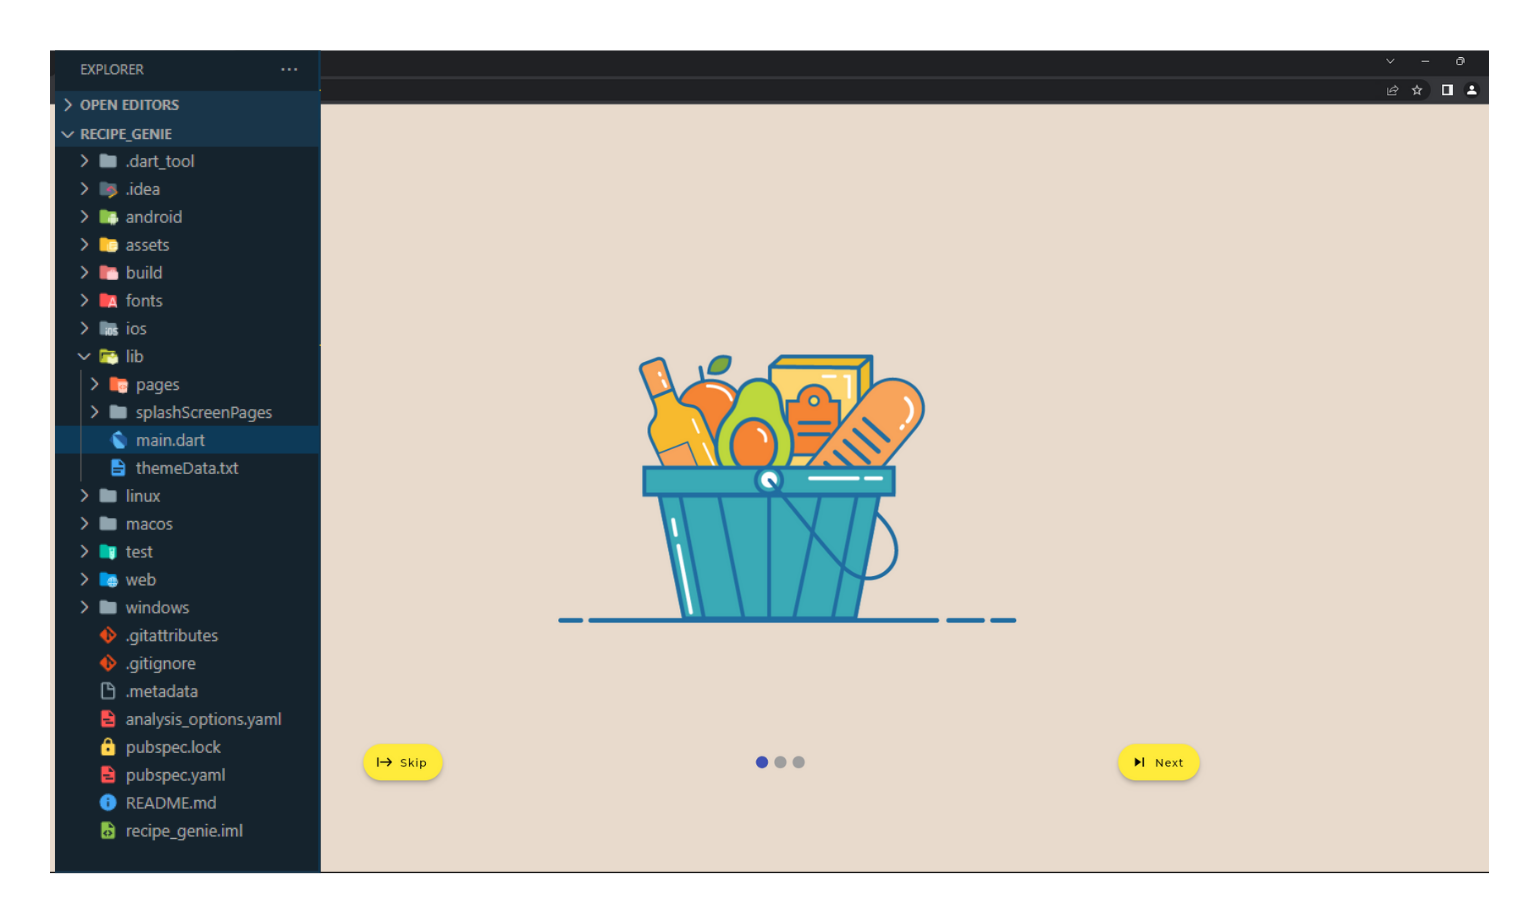 EXPLORER
OPEN EDITORS
RECIPE_GENIE
.dart_tool
.idea
android
assets
build
fonts
ios
lib
pages
splashScreenPages
main.dart
themeData.txt
linux
macos
test
web
windows
.gitattributes
.gitignore
.metadata
analysis_options.yaml
pubspec.lock
pubspec.yaml
README.md
recipe_genie.iml
Skip
Next